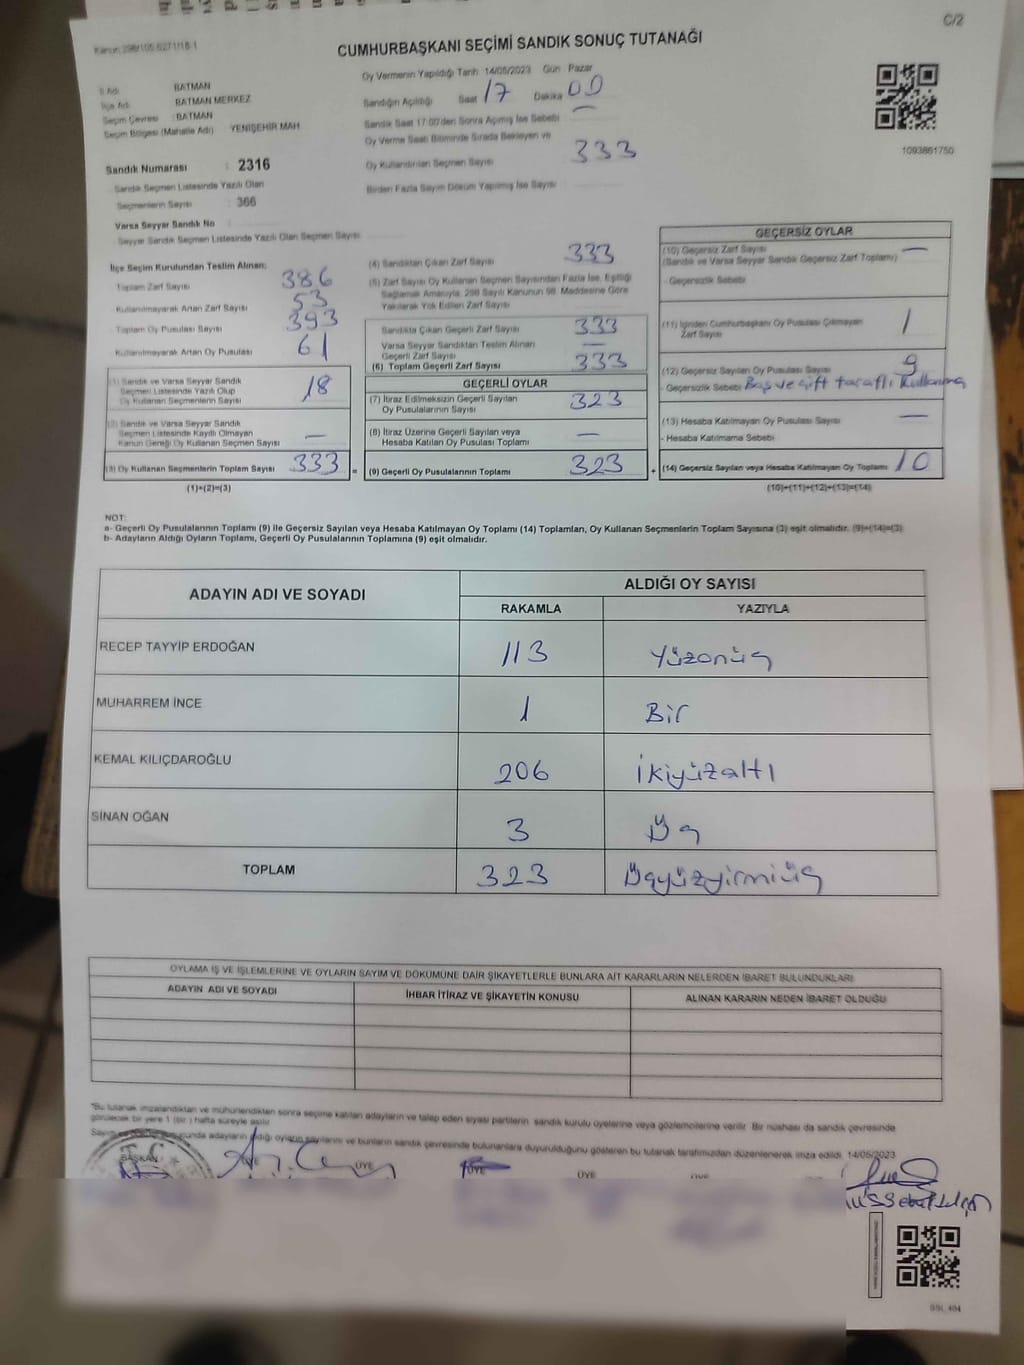 C/2
Kanun: 298/105-6271/18-1
CUMHURBAŞKANI SEÇİMİ SANDIK SONUÇ TUTANAĞI
İl Adı : BATMAN
İlçe Adı : BATMAN MERKEZ
Seçim Çevresi : BATMAN
Seçim Bölgesi (Mahalle Adı) : YENİŞEHİR MAH
Sandık Numarası : 2316
Sandık Seçmen Listesinde Yazılı Olan
Seçmenlerin Sayısı : 366
Varsa Seyyar Sandık No
Seyyar Sandık Seçmen Listesinde Yazılı Olan Seçmen Sayısı
Oy Vermenin Yapıldığı Tarih 14/05/2023 Gün Pazar
Sandığın Açıldığı Saat 17 Dakika 00
Sandık Saat 17:00'den Sonra Açılmış İse Sebebi —
Oy Verme Saati Bitiminde Sırada Bekleyen ve
Oy Kullandırılan Seçmen Sayısı 333
Birden Fazla Sayım Döküm Yapılmış İse Sayısı
1093861750
İlçe Seçim Kurulundan Teslim Alınan:
Toplam Zarf Sayısı 386
Kullanılmayarak Artan Zarf Sayısı 53
Toplam Oy Pusulası Sayısı 393
Kullanılmayarak Artan Oy Pusulası 61
(1) Sandık ve Varsa Seyyar Sandık
Seçmen Listesinde Yazılı Olup
Oy Kullanan Seçmenlerin Sayısı 18
(2) Sandık ve Varsa Seyyar Sandık
Seçmen Listesinde Kayıtlı Olmayan
Kanun Gereği Oy Kullanan Seçmen Sayısı —
(3) Oy Kullanan Seçmenlerin Toplam Sayısı 333 =
(1)+(2)=(3)
(4) Sandıktan Çıkan Zarf Sayısı 333
(5) Zarf Sayısı Oy Kullanan Seçmen Sayısından Fazla İse, Eşitliği
Sağlamak Amacıyla, 298 Sayılı Kanunun 98. Maddesine Göre
Yakılarak Yok Edilen Zarf Sayısı
Sandıkta Çıkan Geçerli Zarf Sayısı 333
Varsa Seyyar Sandıktan Teslim Alınan
Geçerli Zarf Sayısı —
(6) Toplam Geçerli Zarf Sayısı 333
GEÇERLİ OYLAR
(7) İtiraz Edilmeksizin Geçerli Sayılan
Oy Pusulalarının Sayısı 323
(8) İtiraz Üzerine Geçerli Sayılan veya
Hesaba Katılan Oy Pusulası Toplamı —
(9) Geçerli Oy Pusulalarının Toplamı 323 +
GEÇERSİZ OYLAR
(10) Geçersiz Zarf Sayısı —
(Sandık ve Varsa Seyyar Sandık Geçersiz Zarf Toplamı)
- Geçersizlik Sebebi
(11) İçinden Cumhurbaşkanı Oy Pusulası Çıkmayan
Zarf Sayısı 1
(12) Geçersiz Sayılan Oy Pusulası Sayısı 9
- Geçersizlik Sebebi Boş ve çift taraflı kullanma
(13) Hesaba Katılmayan Oy Pusulası Sayısı —
- Hesaba Katılmama Sebebi
(14) Geçersiz Sayılan veya Hesaba Katılmayan Oy Toplamı 10
(10)+(11)+(12)+(13)=(14)
NOT:
a- Geçerli Oy Pusulalarının Toplamı (9) ile Geçersiz Sayılan veya Hesaba Katılmayan Oy Toplamı (14) Toplamları, Oy Kullanan Seçmenlerin Toplam Sayısına (3) eşit olmalıdır. (9)+(14)=(3)
b- Adayların Aldığı Oyların Toplamı, Geçerli Oy Pusulalarının Toplamına (9) eşit olmalıdır.
ADAYIN ADI VE SOYADI
ALDIĞI OY SAYISI
RAKAMLA YAZIYLA
RECEP TAYYİP ERDOĞAN 113 Yüzonüç
MUHARREM İNCE 1 Bir
KEMAL KILIÇDAROĞLU 206 İkiyüzaltı
SİNAN OĞAN 3 Üç
TOPLAM 323 Üçyüzyirmiüç
OYLAMA İŞ VE İŞLEMLERİNE VE OYLARIN SAYIM VE DÖKÜMÜNE DAİR ŞİKAYETLERLE BUNLARA AİT KARARLARIN NELERDEN İBARET BULUNDUKLARI
ADAYIN ADI VE SOYADI İHBAR İTİRAZ VE ŞİKAYETİN KONUSU ALINAN KARARIN NEDEN İBARET OLDUĞU
"Bu tutanak imzalandıktan ve mühürlendikten sonra seçime katılan adayların ve talep eden siyasi partilerin sandık kurulu üyelerine veya gözlemcilerine verilir. Bir nüshası da sandık çevresinde
görülecek bir yere 1 (bir) hafta süreyle asılır.
adayların aldığı oyların sayılarını ve bunların sandık çevresinde bulunanlara duyurulduğunu gösteren bu tutanak tarafımızdan düzenlenerek imza edildi. 14/05/2023
T.C.
BAŞKAN ÜYE ÜYE ÜYE ÜYE